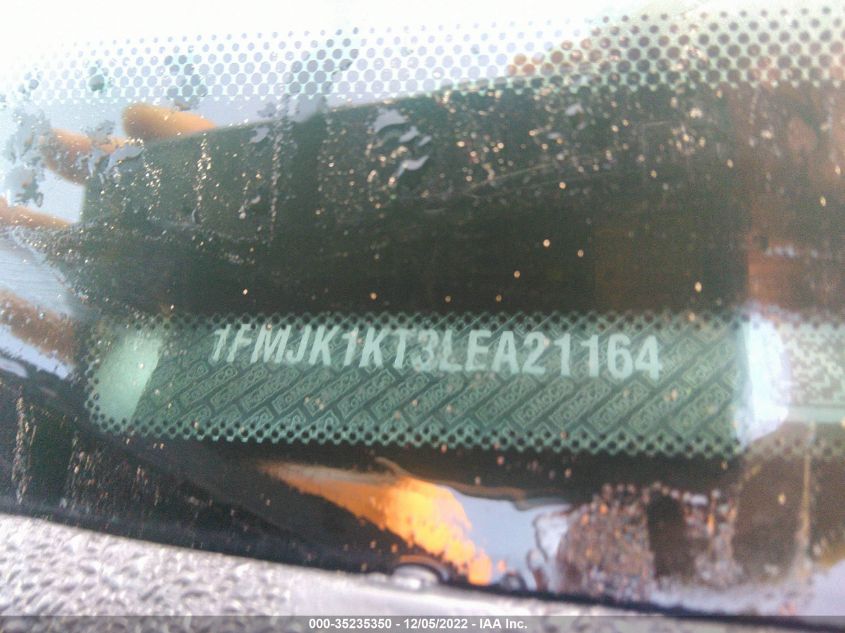 1FMJK1KT3LEA21164
000-35235350 - 12/05/2022 - IAA Inc.